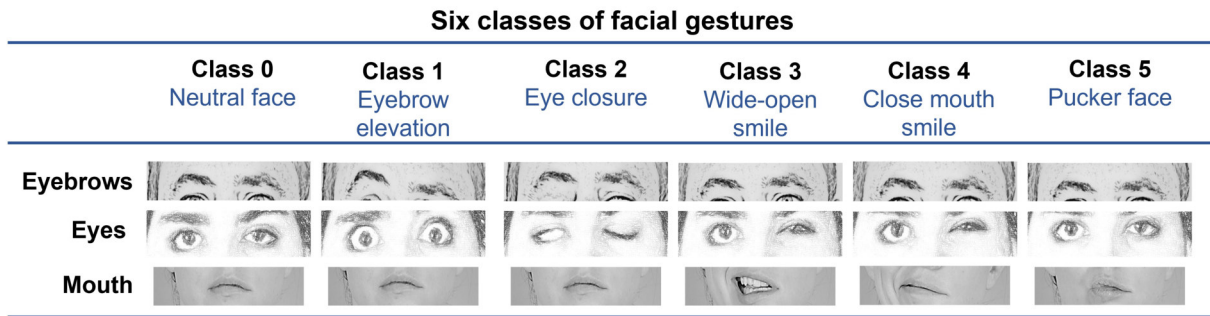 Six classes of facial gestures
Class 0 Class 1 Class 2 Class 3 Class 4 Class 5
Neutral face Eyebrow elevation Eye closure Wide-open smile Close mouth smile Pucker face
Eyebrows
Eyes
Mouth